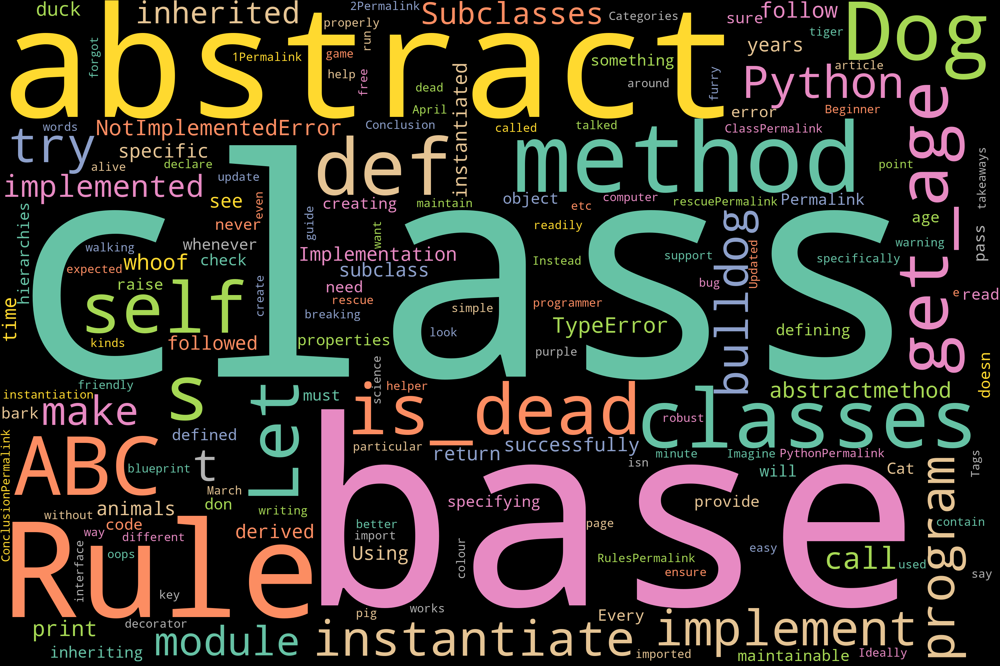 duck
inherited
2Permalink
Subclasses
Categories
sure
follow
Dog
properly
tiger
abstract
run
years
forgot
1Permalink
game
something
article
furry
help
free
around
Python
dead
instantiated
April
error
Beginner
get_age
words
NotImplementedError
Conclusion
called
talked
ClassPermalink
try
specific
def
method
alive
declare
point
takeaways
update
implemented
see
even
creating
maintain
object
computer
etc
rescuePermalink
Permalink
hierarchies
never
guide
want
readily
bulldog
age
pass
class
walking
whenever
Implementation
Instead
support
Updated
warning
specifically
expected
whoof
check
subclass
raise
create
need
bug
e
read
self
rescue
simple
programmer
time
breaking
TypeError
look
defining
kinds
followed
properties
purple
doesn
science
friendly
s
Let
helper
instantiation
must
is_dead
abstractmethod
bark
make
robust
classes
defined
ConclusionPermalink
ABC
particular
return
successfully
minute
Imagine
PythonPermalink
Tags
blueprint
t
isn
will
Cat
base
program
March
animals
don
writing
specifying
provide
without
code
way
different
derived
better
import
page
contain
Rule
interface
oops
Using
colour
RulesPermalink
easy
call
used
ensure
say
key
works
pig
Every
print
decorator
module
instantiate
implement
inheriting
imported
maintainable
Ideally